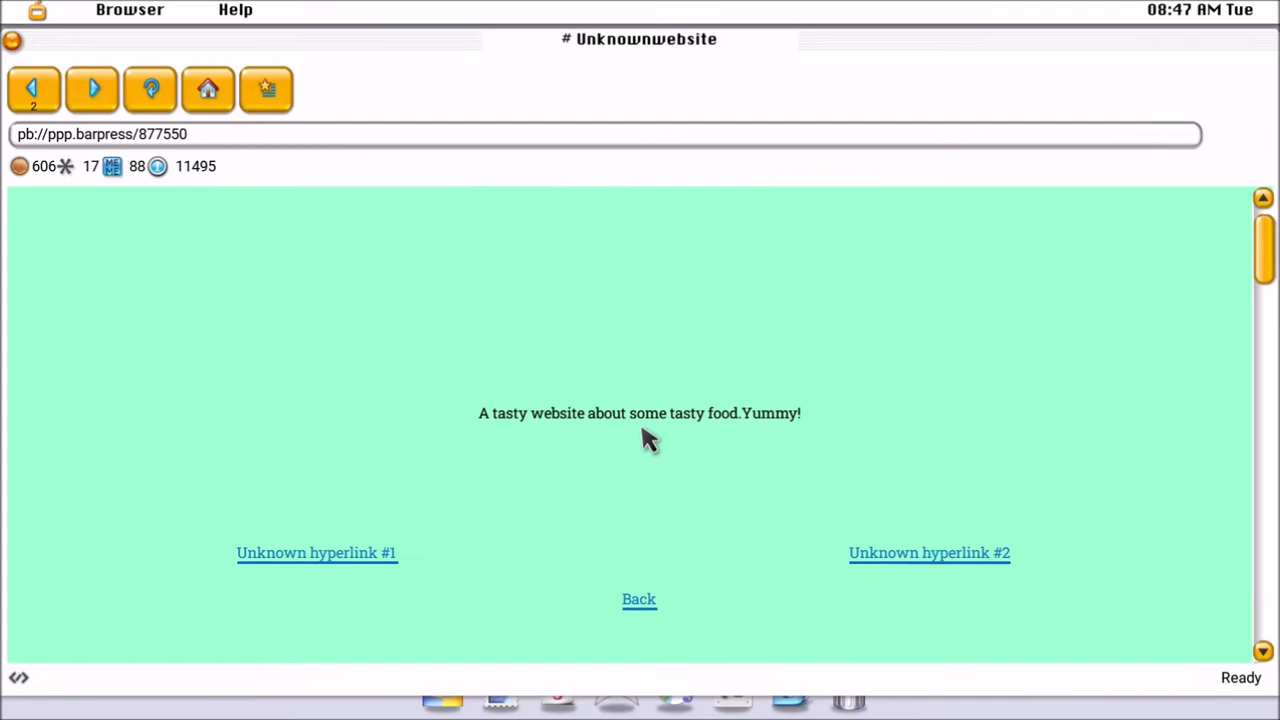 Browser Help 08:47 AM Tue
# Unknownwebsite
2
pb://ppp.barpress/877550
606 17 MEME 88 11495
A tasty website about some tasty food.Yummy!
Unknown hyperlink #1 Unknown hyperlink #2
Back
Ready